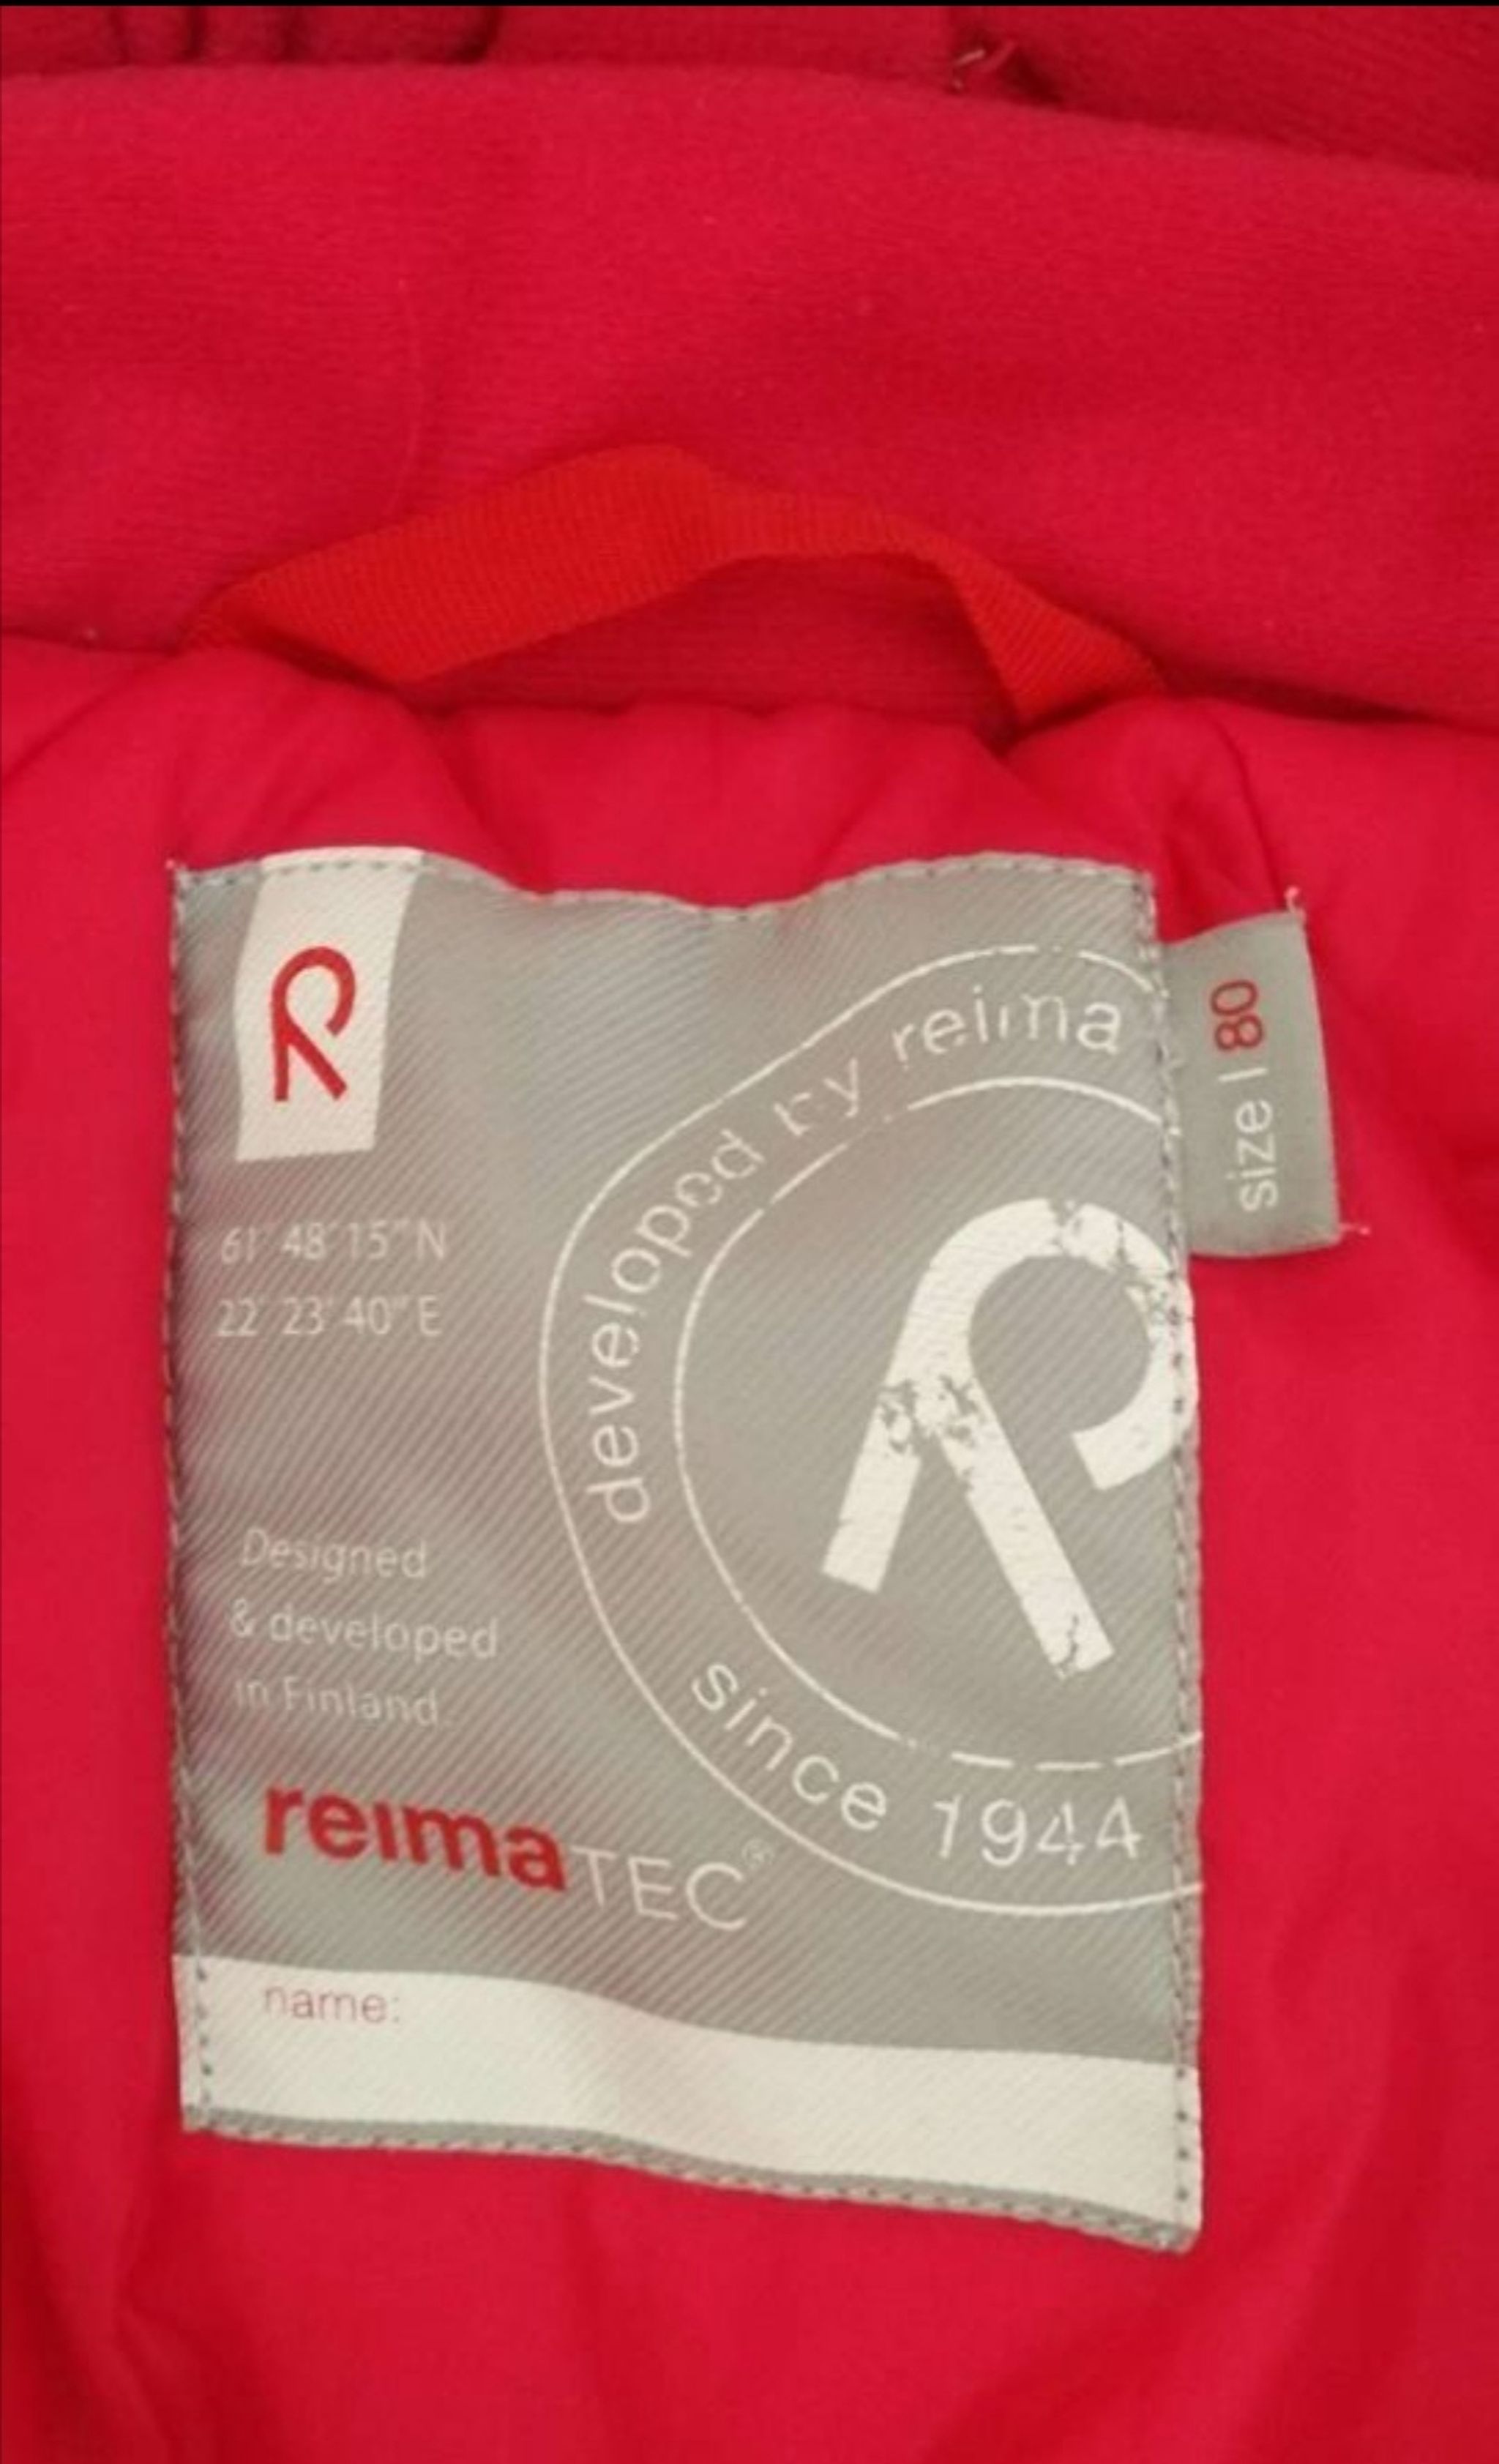 developed by reima
size | 80
61° 48' 15" N
22° 23' 40" E
Designed
& developed
in Finland.
since 1944
reimaTEC®
name: